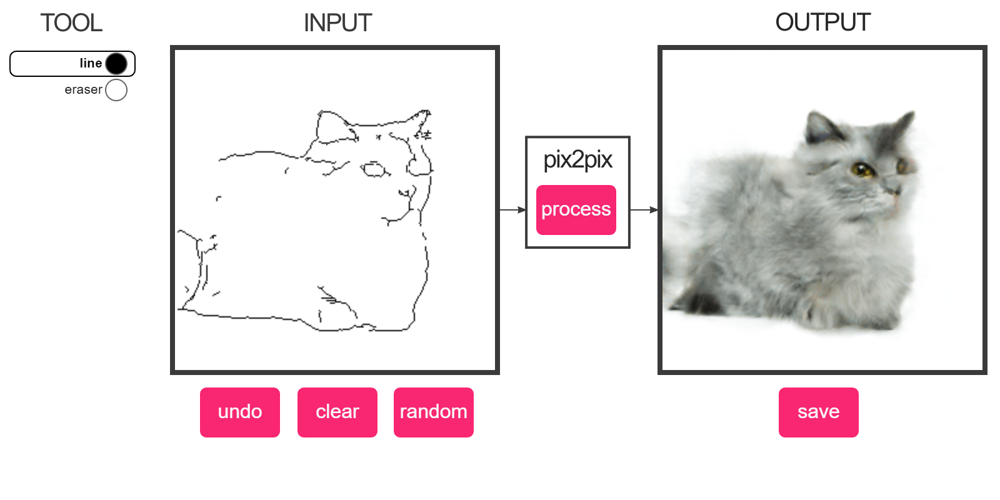 TOOL
line
eraser
INPUT
undo
clear
random
pix2pix
process
OUTPUT
save